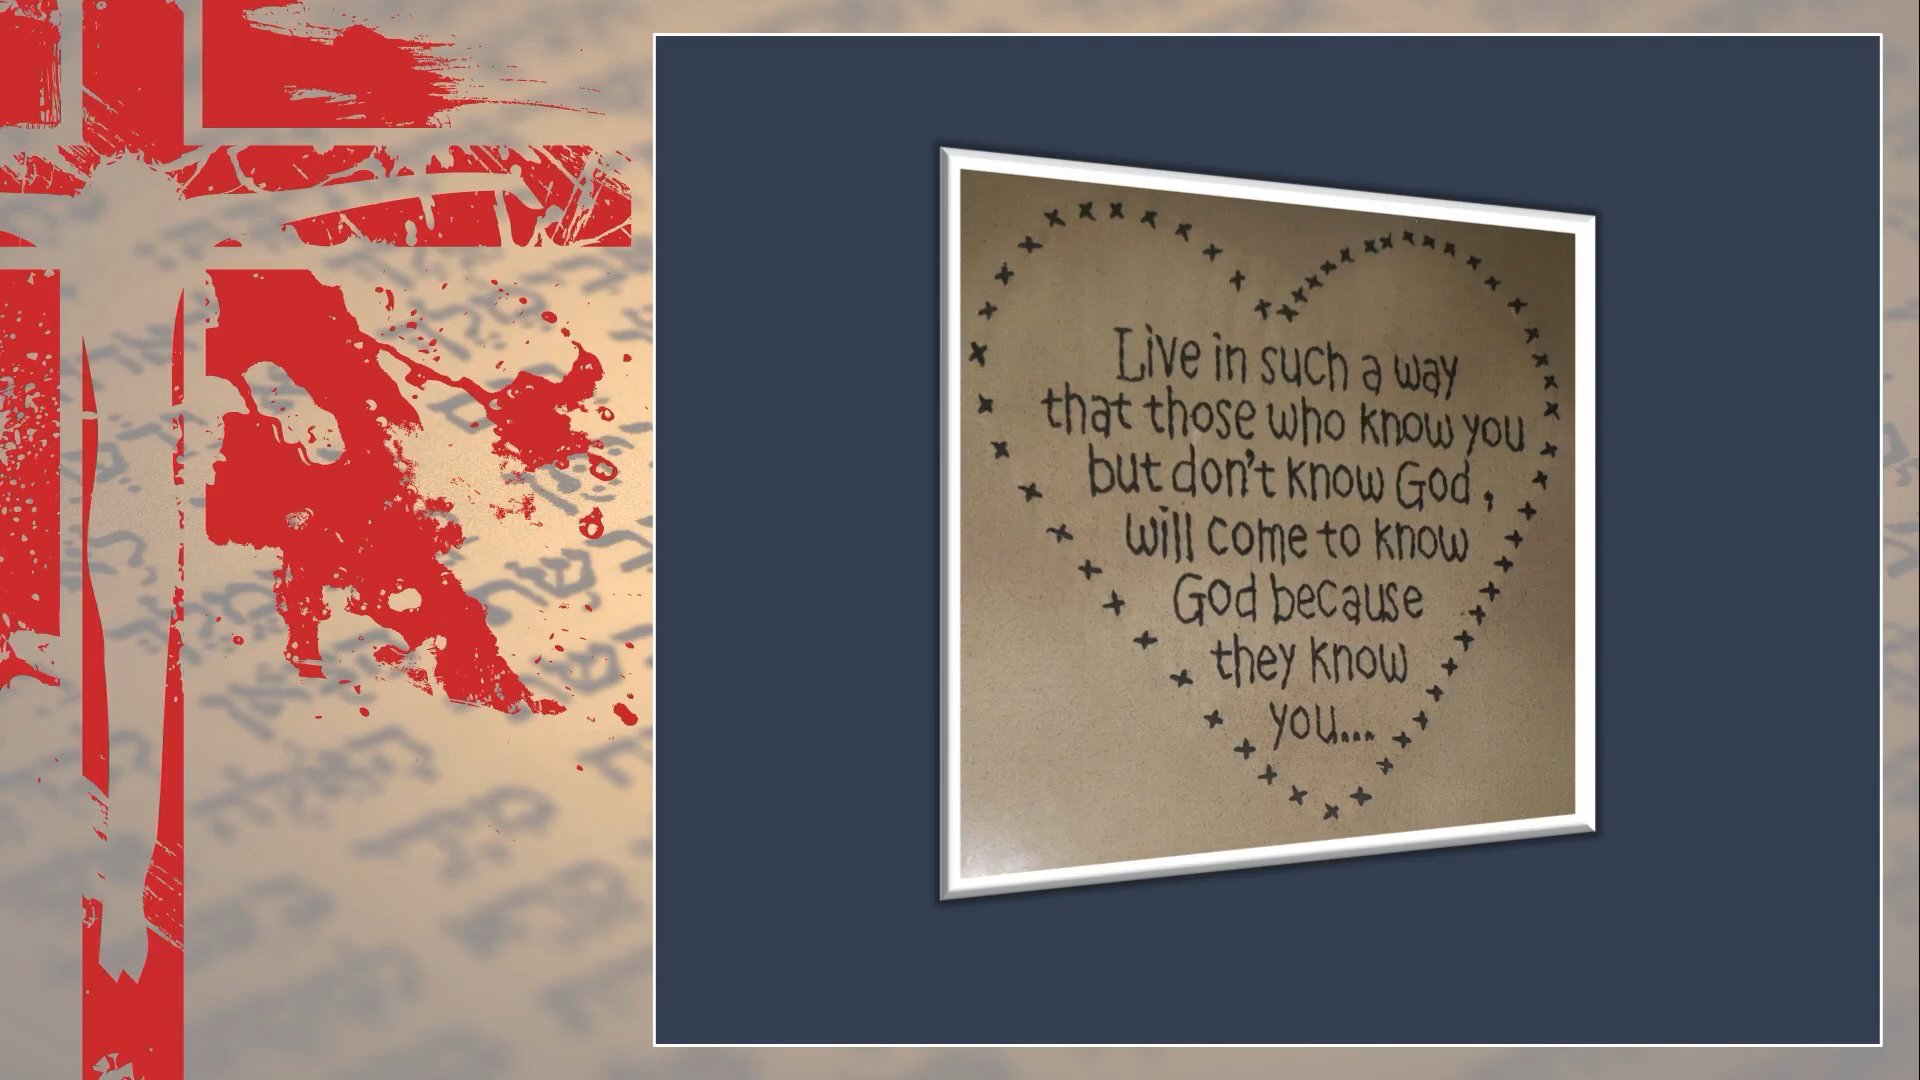 Live in such a way
that those who know you
but don't know God,
will come to know
God because
they know
you...